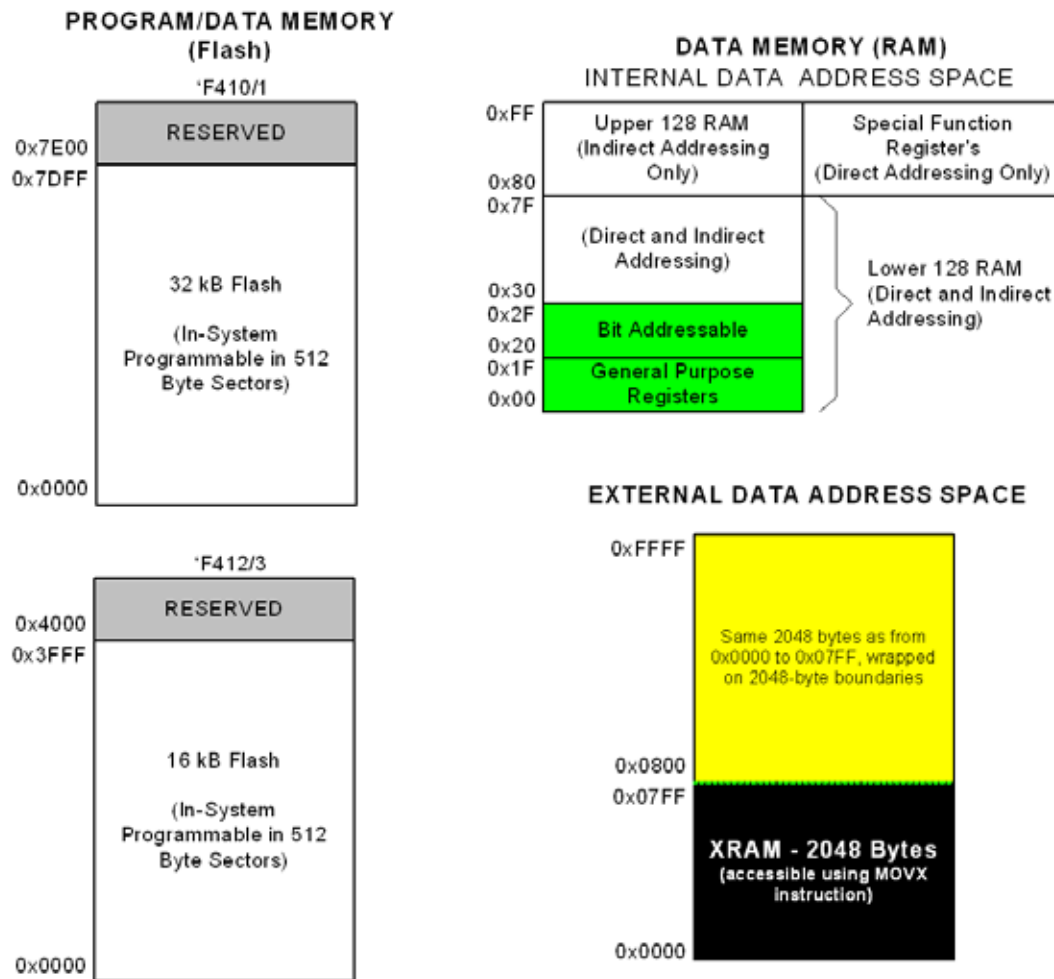 PROGRAM/DATA MEMORY
(Flash)
'F410/1
RESERVED
0x7E00
0x7DFF
32 kB Flash
(In-System
Programmable in 512
Byte Sectors)
0x0000
'F412/3
RESERVED
0x4000
0x3FFF
16 kB Flash
(In-System
Programmable in 512
Byte Sectors)
0x0000
DATA MEMORY (RAM)
INTERNAL DATA ADDRESS SPACE
0xFF
Upper 128 RAM
(Indirect Addressing
Only)
Special Function
Register's
(Direct Addressing Only)
0x80
0x7F
(Direct and Indirect
Addressing)
Lower 128 RAM
(Direct and Indirect
Addressing)
0x30
0x2F
Bit Addressable
0x20
0x1F
General Purpose
Registers
0x00
EXTERNAL DATA ADDRESS SPACE
0xFFFF
Same 2048 bytes as from
0x0000 to 0x07FF, wrapped
on 2048-byte boundaries
0x0800
0x07FF
XRAM - 2048 Bytes
(accessible using MOVX
instruction)
0x0000